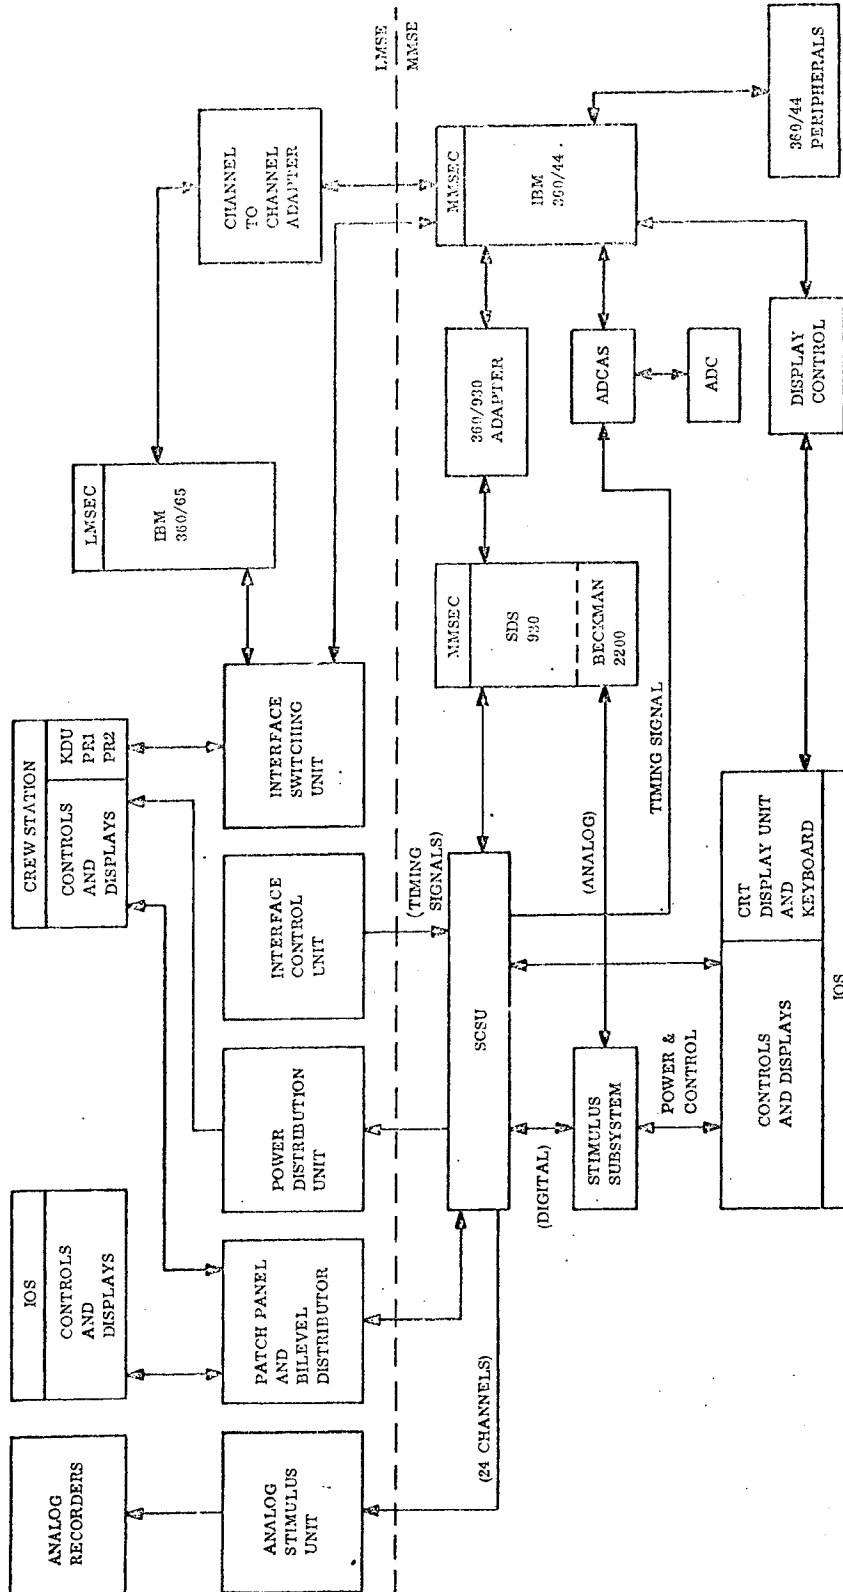 ANALOG
RECORDERS
IOS
CONTROLS
AND
DISPLAYS
CREW STATION
CONTROLS
AND
DISPLAYS
KDU
PR1
PR2
LMSEC
IBM
360/65
CHANNEL
TO
CHANNEL
ADAPTER
ANALOG
STIMULUS
UNIT
PATCH PANEL
AND
BILEVEL
DISTRIBUTOR
POWER
DISTRIBUTION
UNIT
INTERFACE
CONTROL
UNIT
INTERFACE
SWITCHING
UNIT
LMSE
MMSE
(24 CHANNELS)
(TIMING
SIGNALS)
SCSU
MMSEC
SDS
930
BECKMAN
2200
360/930
ADAPTER
MMSEC
IBM
360/44
(DIGITAL)
STIMULUS
SUBSYSTEM
(ANALOG)
TIMING SIGNAL
ADCAS
ADC
POWER &
CONTROL
CONTROLS
AND DISPLAYS
CRT
DISPLAY UNIT
AND
KEYBOARD
IOS
DISPLAY
CONTROL
360/44
PERIPHERALS